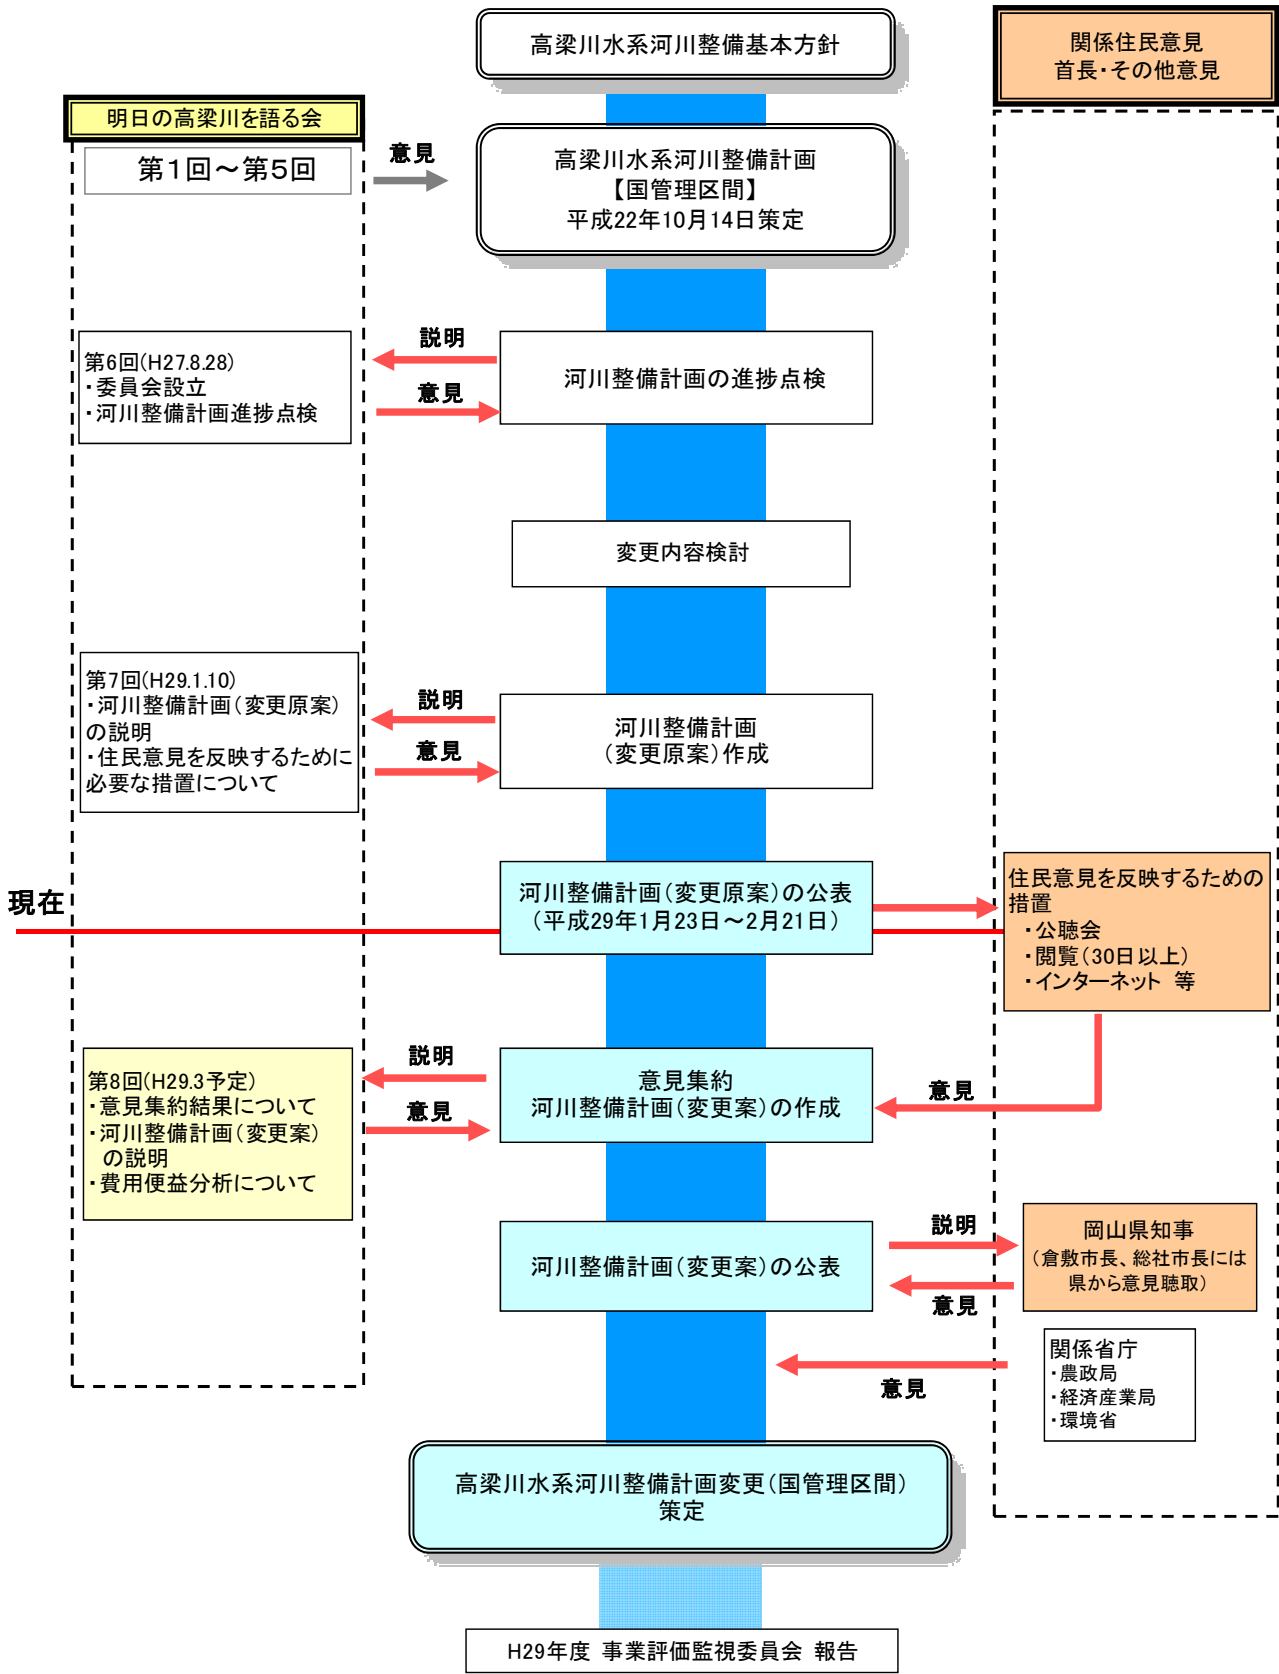 高梁川水系河川整備基本方針
関係住民意見
首長・その他意見
明日の高梁川を語る会
第1回～第5回
意見
高梁川水系河川整備計画
【国管理区間】
平成22年10月14日策定
第6回(H27.8.28)
・委員会設立
・河川整備計画進捗点検
説明
意見
河川整備計画の進捗点検
変更内容検討
第7回(H29.1.10)
・河川整備計画(変更原案)
の説明
・住民意見を反映するために
必要な措置について
説明
意見
河川整備計画
(変更原案)作成
現在
河川整備計画(変更原案)の公表
(平成29年1月23日～2月21日)
住民意見を反映するための
措置
・公聴会
・閲覧(30日以上)
・インターネット 等
第8回(H29.3予定)
・意見集約結果について
・河川整備計画(変更案)
の説明
・費用便益分析について
説明
意見
意見集約
河川整備計画(変更案)の作成
意見
河川整備計画(変更案)の公表
説明
意見
岡山県知事
(倉敷市長、総社市長には
県から意見聴取)
意見
関係省庁
・農政局
・経済産業局
・環境省
高梁川水系河川整備計画変更(国管理区間)
策定
H29年度 事業評価監視委員会 報告